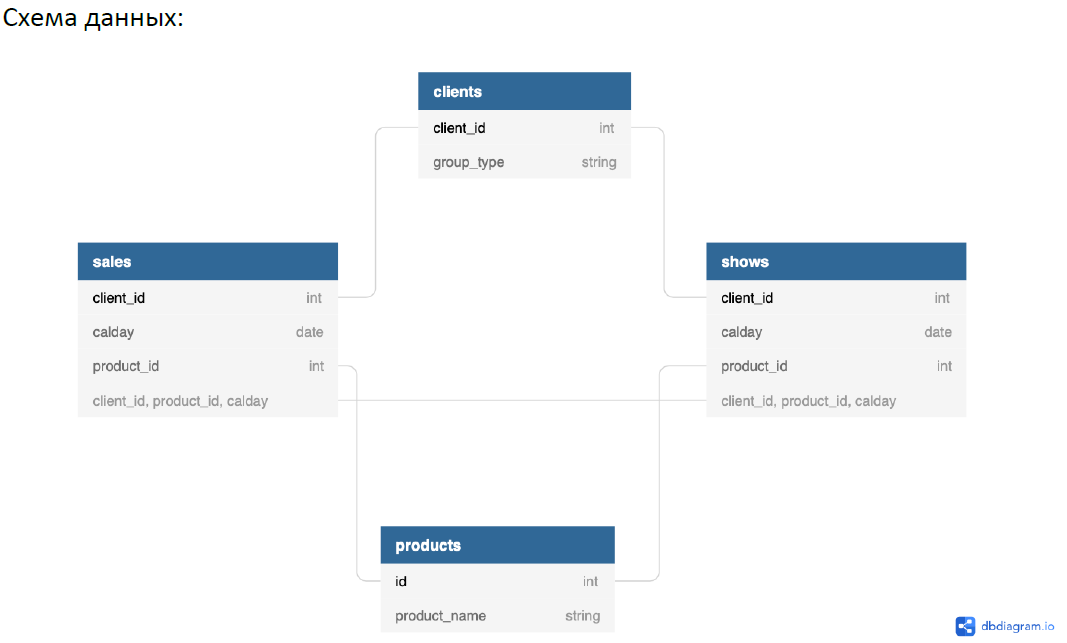 Схема данных:
clients
client_id int
group_type string
sales
client_id int
calday date
product_id int
client_id, product_id, calday
shows
client_id int
calday date
product_id int
client_id, product_id, calday
products
id int
product_name string
dbdiagram.io